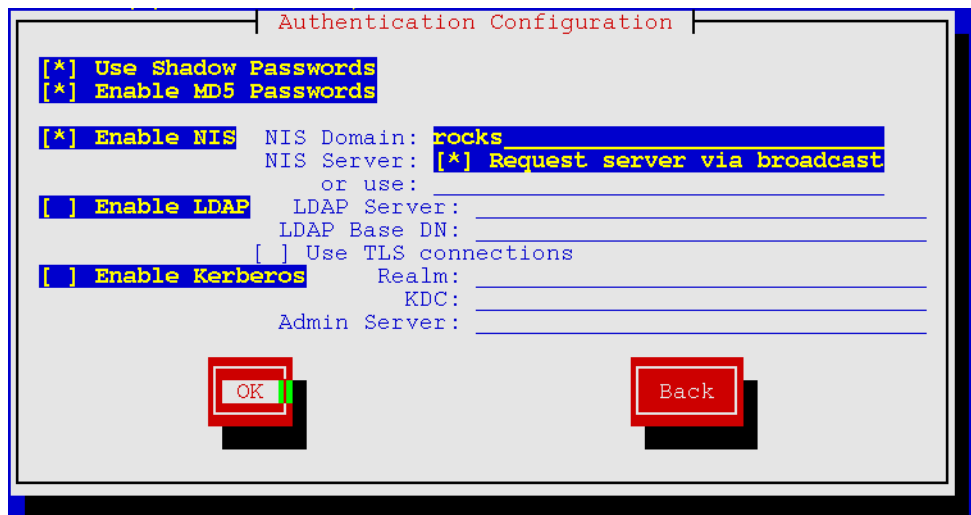 Authentication Configuration
[*] Use Shadow Passwords
[*] Enable MD5 Passwords
[*] Enable NIS NIS Domain: rocks
NIS Server: [*] Request server via broadcast
or use:
[ ] Enable LDAP LDAP Server:
LDAP Base DN:
[ ] Use TLS connections
[ ] Enable Kerberos Realm:
KDC:
Admin Server:
OK Back